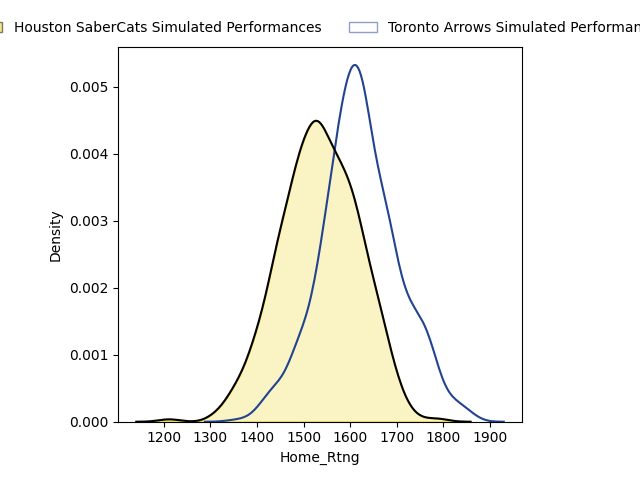 Houston SaberCats Simulated Performances
Toronto Arrows Simulated
0.005
0.004
0.003
0.002
0.001
0.000
Density
1200 1300 1400 1500 1600 1700 1800 1900
Home_Rtng